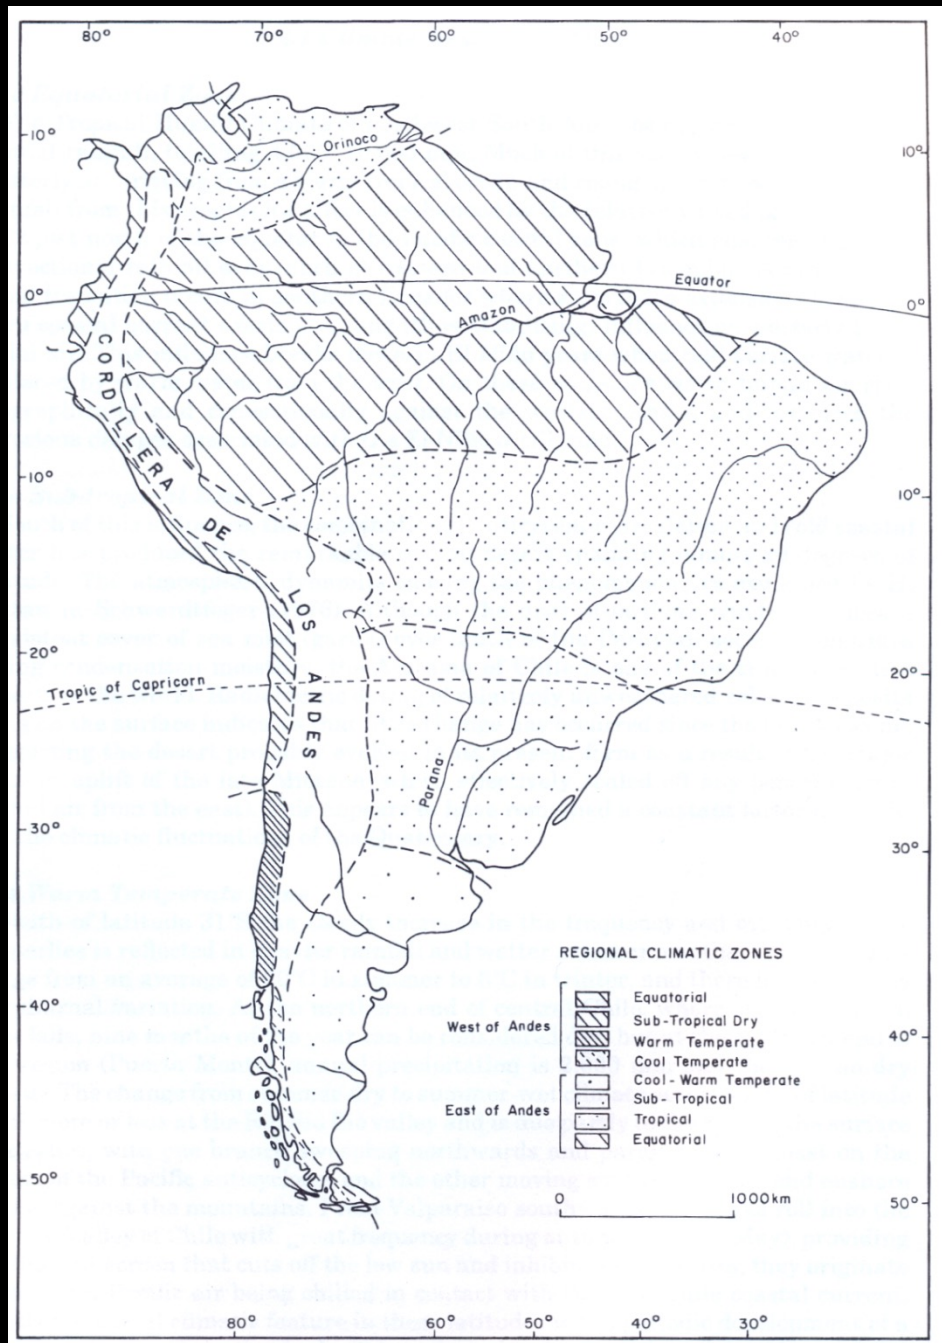 80° 70° 60° 50° 40°
10° 10°
Orinoco
Equator
0° 0°
Amazon
CORDILLERA DE LOS ANDES
10° 10°
20° 20°
Tropic of Capricorn
Parana
30° 30°
REGIONAL CLIMATIC ZONES
Equatorial
Tropical Dry
West of Andes
Warm Temperate
Cool Temperate
Cool-Warm Temperate
East of Andes
Sub-Tropical
Tropical
Equatorial
40° 40°
0 1000km
50° 50°
80° 70° 60° 50° 40° 30°